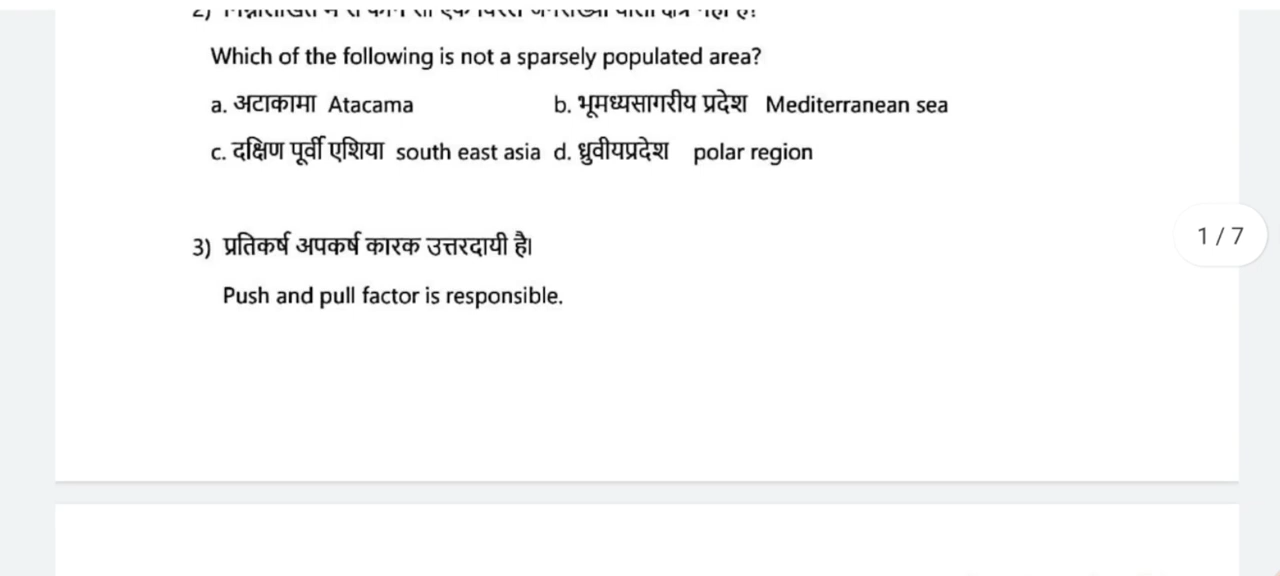 Which of the following is not a sparsely populated area?
a. अटाकामा Atacama b. भूमध्यसागरीय प्रदेश Mediterranean sea
c. दक्षिण पूर्वी एशिया south east asia d. ध्रुवीयप्रदेश polar region
3) प्रतिकर्ष अपकर्ष कारक उत्तरदायी है।
1 / 7
Push and pull factor is responsible.